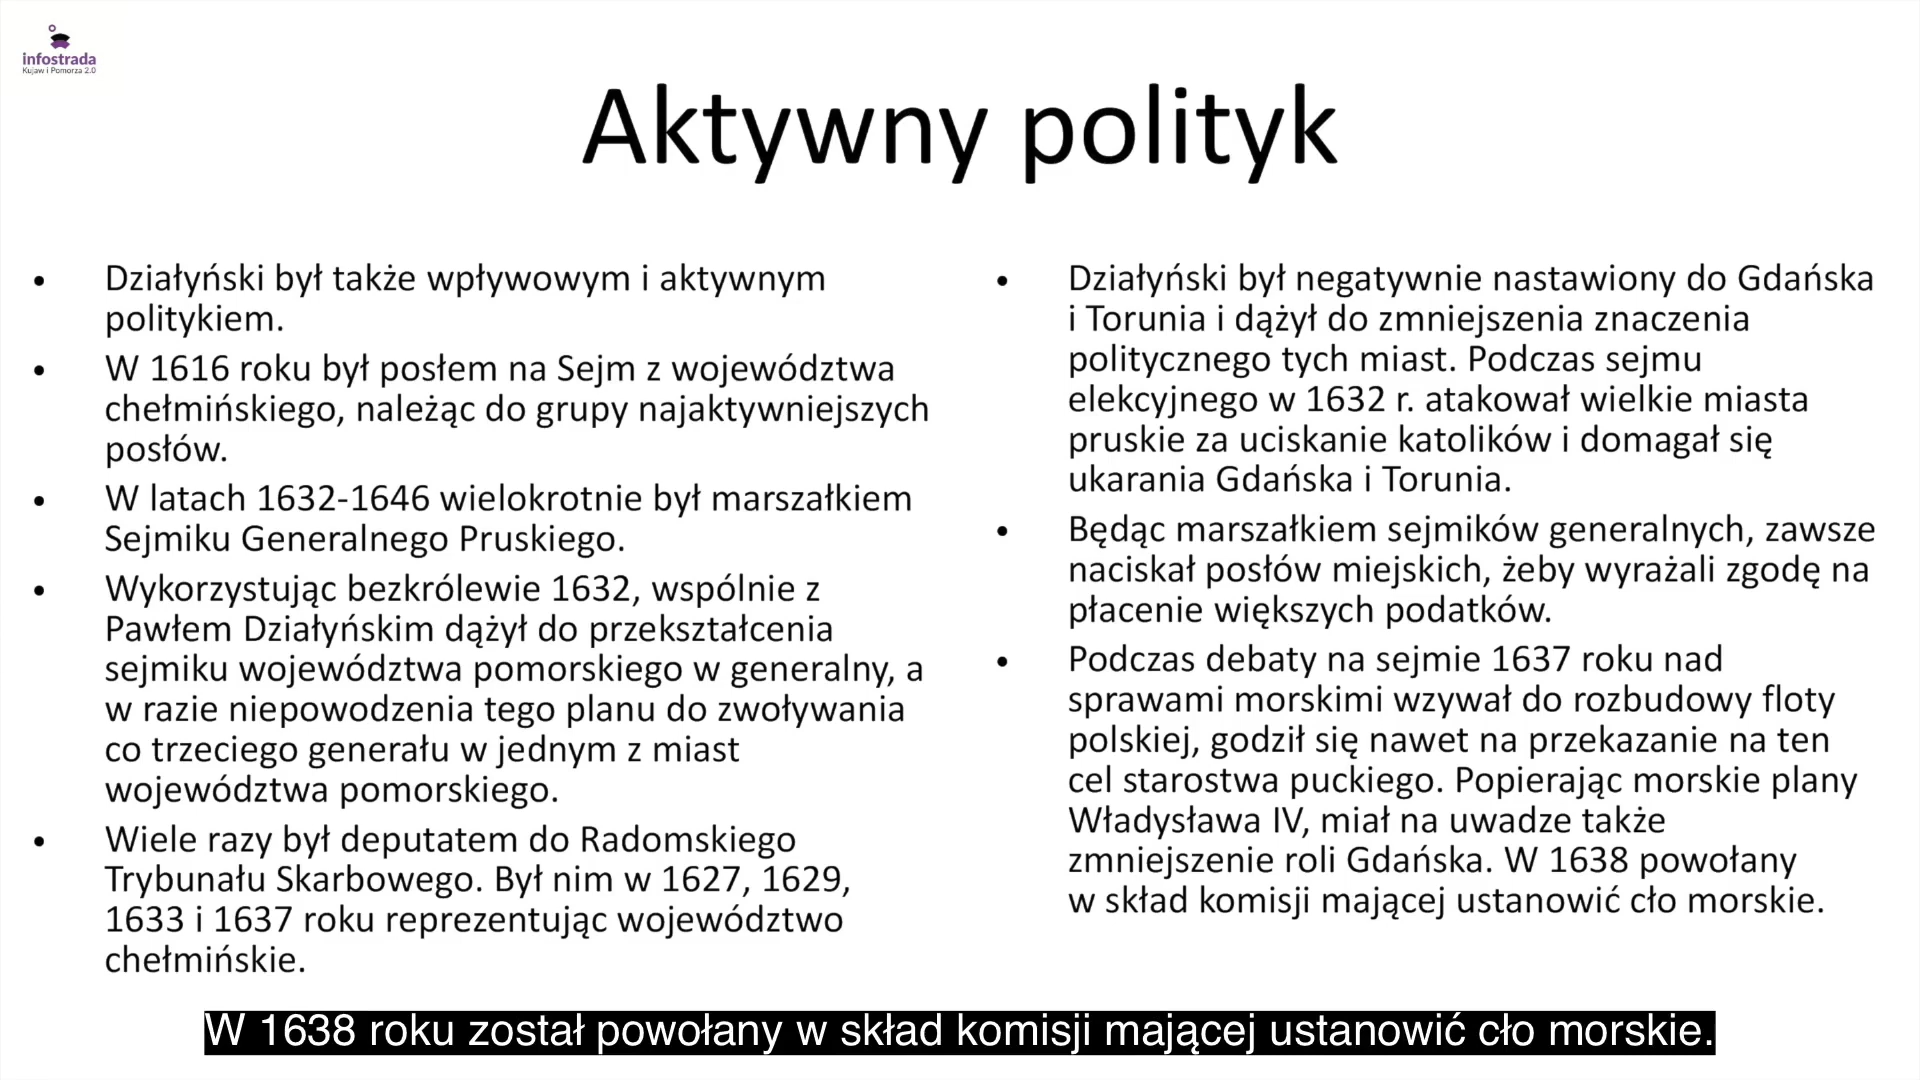 infostrada
Kujaw i Pomorza 2.0
Aktywny polityk
• Działyński był także wpływowym i aktywnym
politykiem.
• W 1616 roku był posłem na Sejm z województwa
chełmińskiego, należąc do grupy najaktywniejszych
posłów.
• W latach 1632-1646 wielokrotnie był marszałkiem
Sejmiku Generalnego Pruskiego.
• Wykorzystując bezkrólewie 1632, wspólnie z
Pawłem Działyńskim dążył do przekształcenia
sejmiku województwa pomorskiego w generalny, a
w razie niepowodzenia tego planu do zwoływania
co trzeciego generału w jednym z miast
województwa pomorskiego.
• Wiele razy był deputatem do Radomskiego
Trybunału Skarbowego. Był nim w 1627, 1629,
1633 i 1637 roku reprezentując województwo
chełmińskie.
• Działyński był negatywnie nastawiony do Gdańska
i Torunia i dążył do zmniejszenia znaczenia
politycznego tych miast. Podczas sejmu
elekcyjnego w 1632 r. atakował wielkie miasta
pruskie za uciskanie katolików i domagał się
ukarania Gdańska i Torunia.
• Będąc marszałkiem sejmików generalnych, zawsze
naciskał posłów miejskich, żeby wyrażali zgodę na
płacenie większych podatków.
• Podczas debaty na sejmie 1637 roku nad
sprawami morskimi wzywał do rozbudowy floty
polskiej, godził się nawet na przekazanie na ten
cel starostwa puckiego. Popierając morskie plany
Władysława IV, miał na uwadze także
zmniejszenie roli Gdańska. W 1638 powołany
w skład komisji mającej ustanowić cło morskie.
W 1638 roku został powołany w skład komisji mającej ustanowić cło morskie.